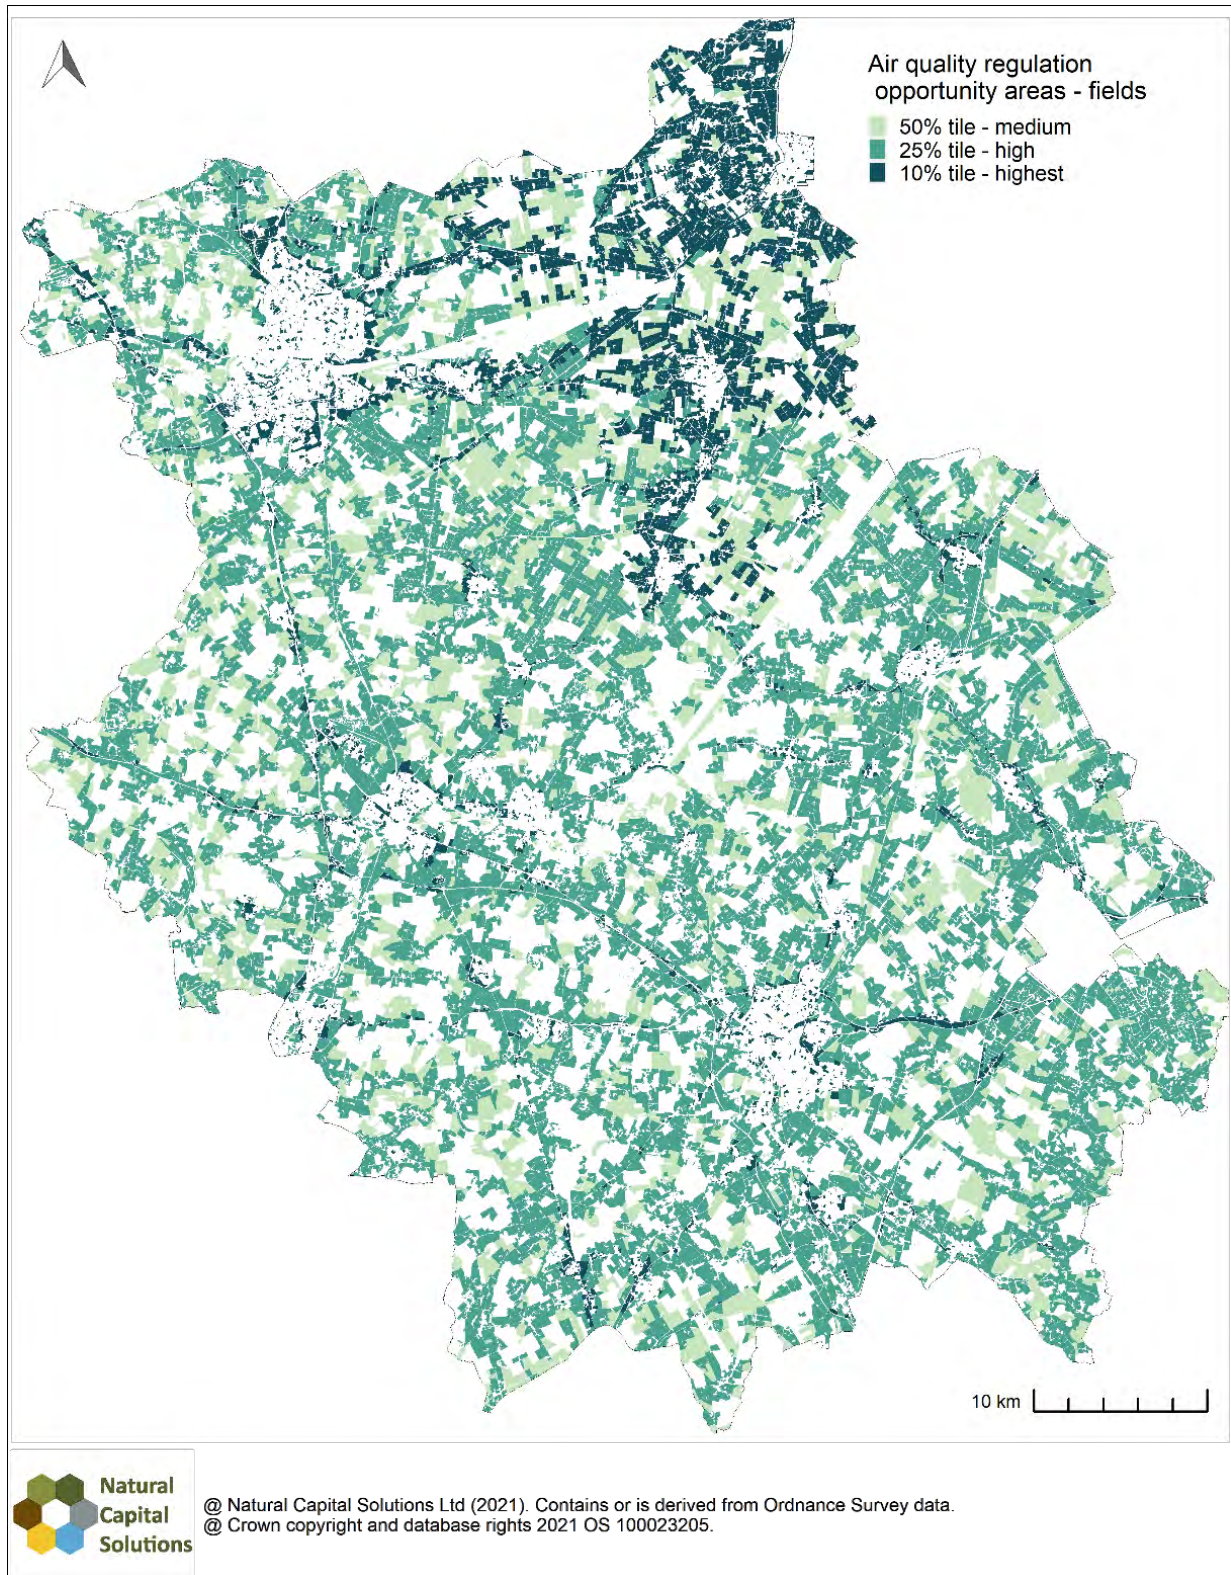 Air quality regulation
opportunity areas - fields
50% tile - medium
25% tile - high
10% tile - highest
10 km
Natural
Capital
Solutions
@ Natural Capital Solutions Ltd (2021). Contains or is derived from Ordnance Survey data.
@ Crown copyright and database rights 2021 OS 100023205.